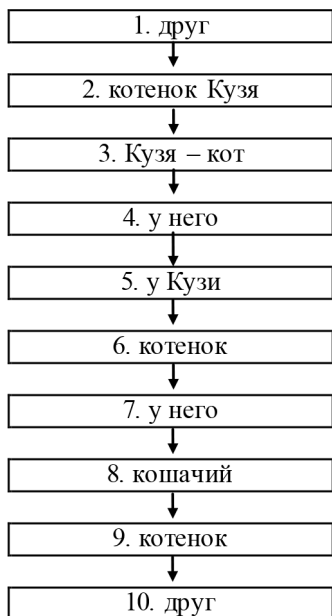 1. друг
2. котенок Кузя
3. Кузя – кот
4. у него
5. у Кузи
6. котенок
7. у него
8. кошачий
9. котенок
10. друг